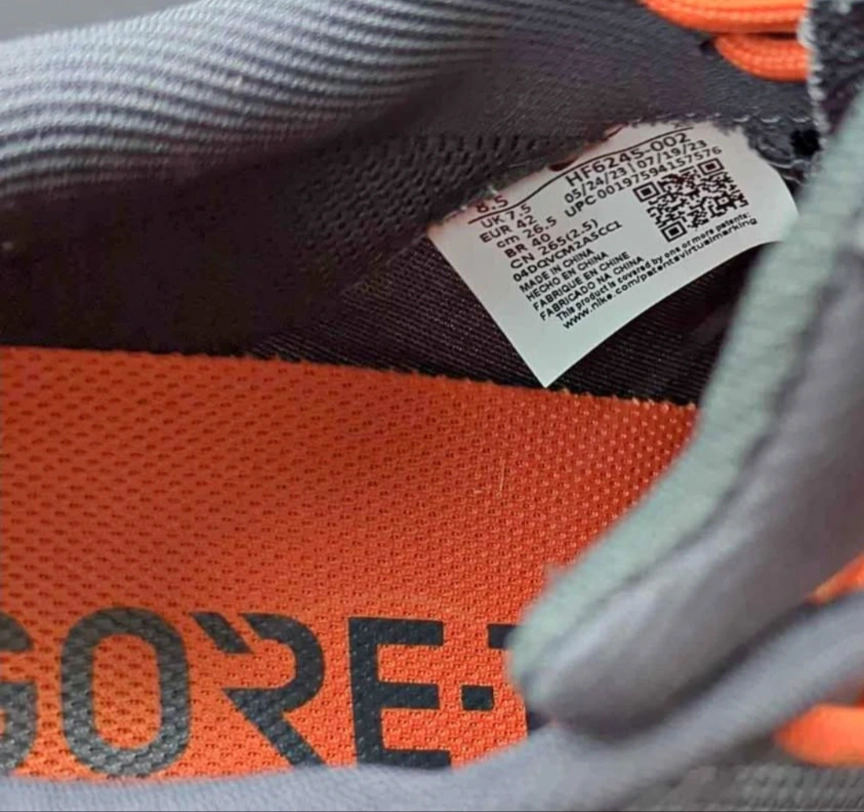 8.5
UK 7.5
EUR 42
cm 26.5
BR 40
CN 265(2.5)
HF6245-002
05/24/23 | 07/19/23
UPC 00197594157576
04DQVCM2ASCC1
MADE IN CHINA
HECHO EN CHINA
FABRIQUE EN CHINE
FABRICADO NA CHINA
This product is covered by one or more patents:
www.nike.com/patentsvirtualmarking
GORE-